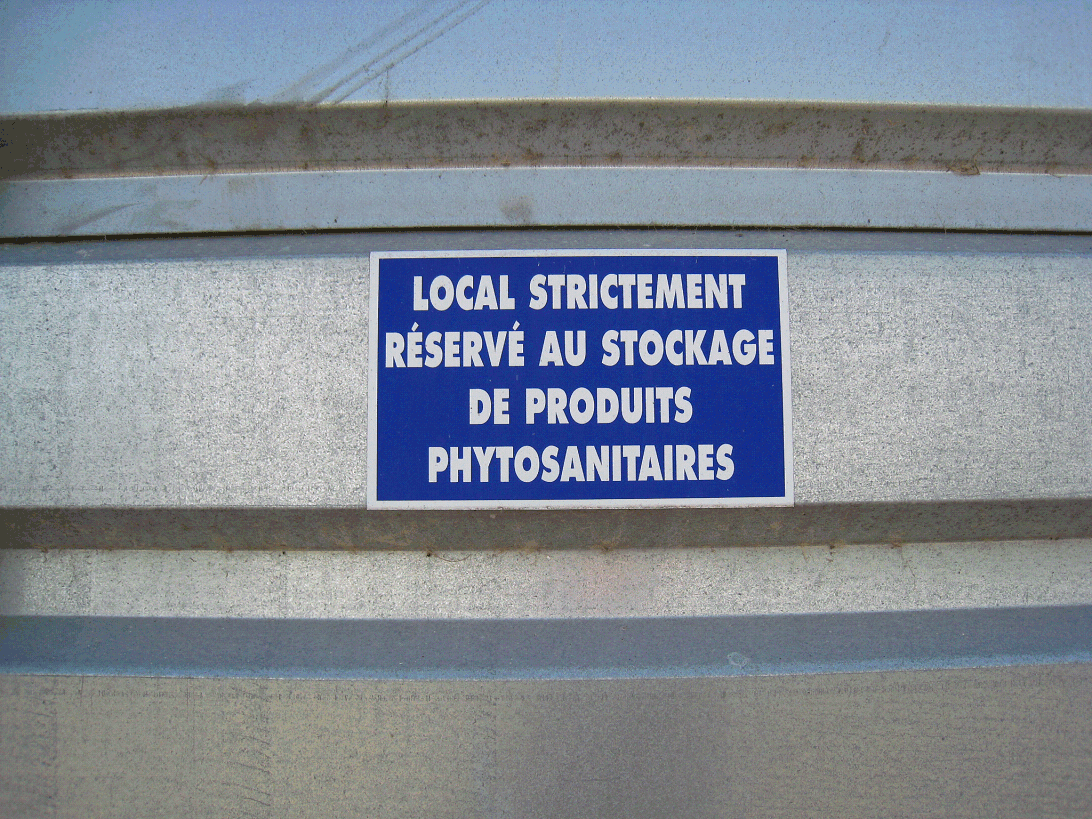 LOCAL STRICTEMENT
RÉSERVÉ AU STOCKAGE
DE PRODUITS
PHYTOSANITAIRES